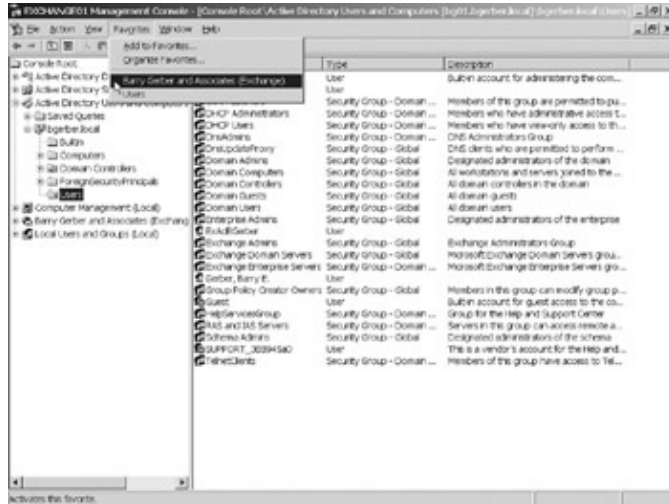 EXCHANGE01 Management Console - [Console Root\Active Directory Users and Computers [bg01.bgerber.local]\bgerber.local\Users]
File Action View Favorites Window Help
Add to Favorites...
Organize Favorites...
Barry Gerber and Associates (Exchange)
Users
Console Root
Active Directory D
Active Directory S
Saved Queries
bgerber.local
Builtin
Computers
Domain Controllers
ForeignSecurityPrincipals
Users
Computer Management (Local)
Barry Gerber and Associates (Exchang
Local Users and Groups (Local)
Type Description
User Built-in account for administering the com...
User
Security Group - Domain ... Members of this group are permitted to pu...
DHCP Administrators Security Group - Domain ... Members who have administrative access t...
DHCP Users Security Group - Domain ... Members who have view-only access to th...
DnsAdmins Security Group - Domain ... DNS Administrators Group
DnsUpdateProxy Security Group - Global DNS clients who are permitted to perform ...
Domain Admins Security Group - Global Designated administrators of the domain
Domain Computers Security Group - Global All workstations and servers joined to the ...
Domain Controllers Security Group - Global All domain controllers in the domain
Domain Guests Security Group - Global All domain guests
Domain Users Security Group - Global All domain users
Enterprise Admins Security Group - Global Designated administrators of the enterprise
ExAdBGerber User
Exchange Admins Security Group - Global Exchange Administrators Group
Exchange Domain Servers Security Group - Global Microsoft Exchange Domain Servers grou...
Exchange Enterprise Servers Security Group - Domain ... Microsoft Exchange Enterprise Servers gro...
Gerber, Barry E. User
Group Policy Creator Owners Security Group - Global Members in this group can modify group p...
Guest User Built-in account for guest access to the co...
HelpServicesGroup Security Group - Domain ... Group for the Help and Support Center
RAS and IAS Servers Security Group - Domain ... Servers in this group can access remote a...
Schema Admins Security Group - Global Designated administrators of the schema
SUPPORT_388945a0 User This is a vendor's account for the Help and...
TelnetClients Security Group - Domain ... Members of this group have access to Tel...
Activates this favorite.